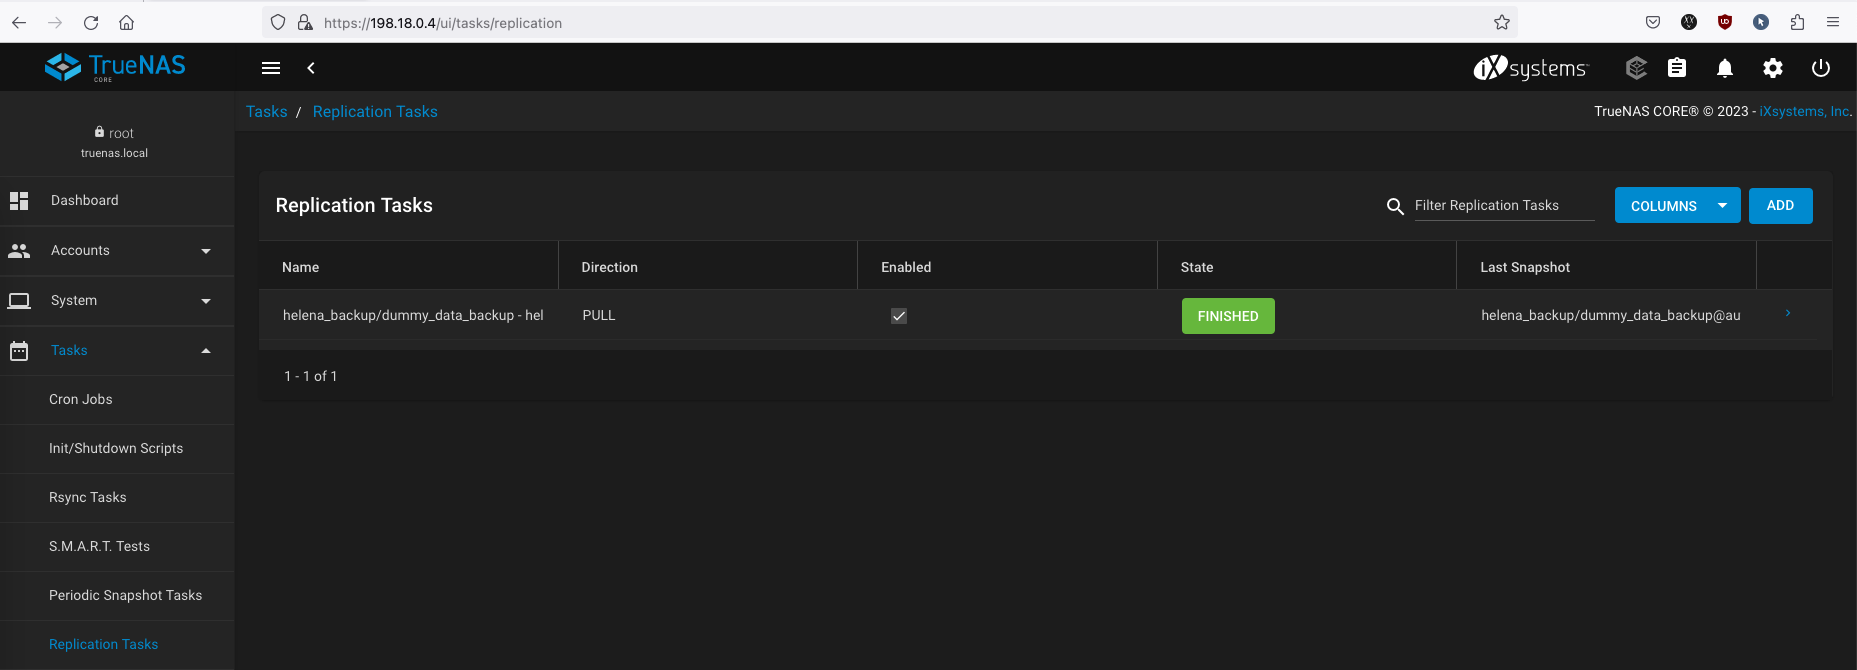 https://198.18.0.4/ui/tasks/replication
TrueNAS
CORE
iXsystems™
root
truenas.local
Tasks / Replication Tasks
TrueNAS CORE® © 2023 - iXsystems, Inc.
Dashboard
Accounts
System
Tasks
Cron Jobs
Init/Shutdown Scripts
Rsync Tasks
S.M.A.R.T. Tests
Periodic Snapshot Tasks
Replication Tasks
Replication Tasks
Filter Replication Tasks
COLUMNS
ADD
Name Direction Enabled State Last Snapshot
helena_backup/dummy_data_backup - hel PULL FINISHED helena_backup/dummy_data_backup@au
1 - 1 of 1